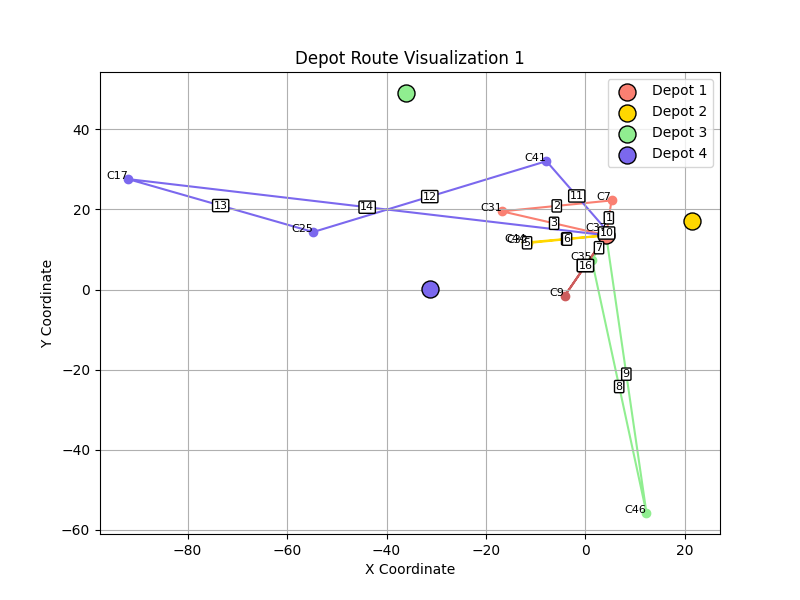 Depot Route Visualization 1
Depot 1
Depot 2
Depot 3
Depot 4
Y Coordinate
40
20
0
−20
−40
−60
C17
C41
C7
C31
C25
C35
C9
C46
1
2
3
5
6
7
8
9
10
11
12
13
14
16
−80
−60
−40
−20
0
20
X Coordinate